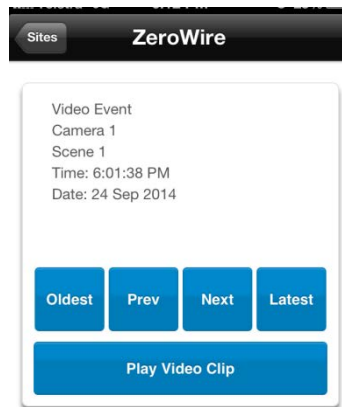 Sites
ZeroWire
Video Event
Camera 1
Scene 1
Time: 6:01:38 PM
Date: 24 Sep 2014
Oldest
Prev
Next
Latest
Play Video Clip